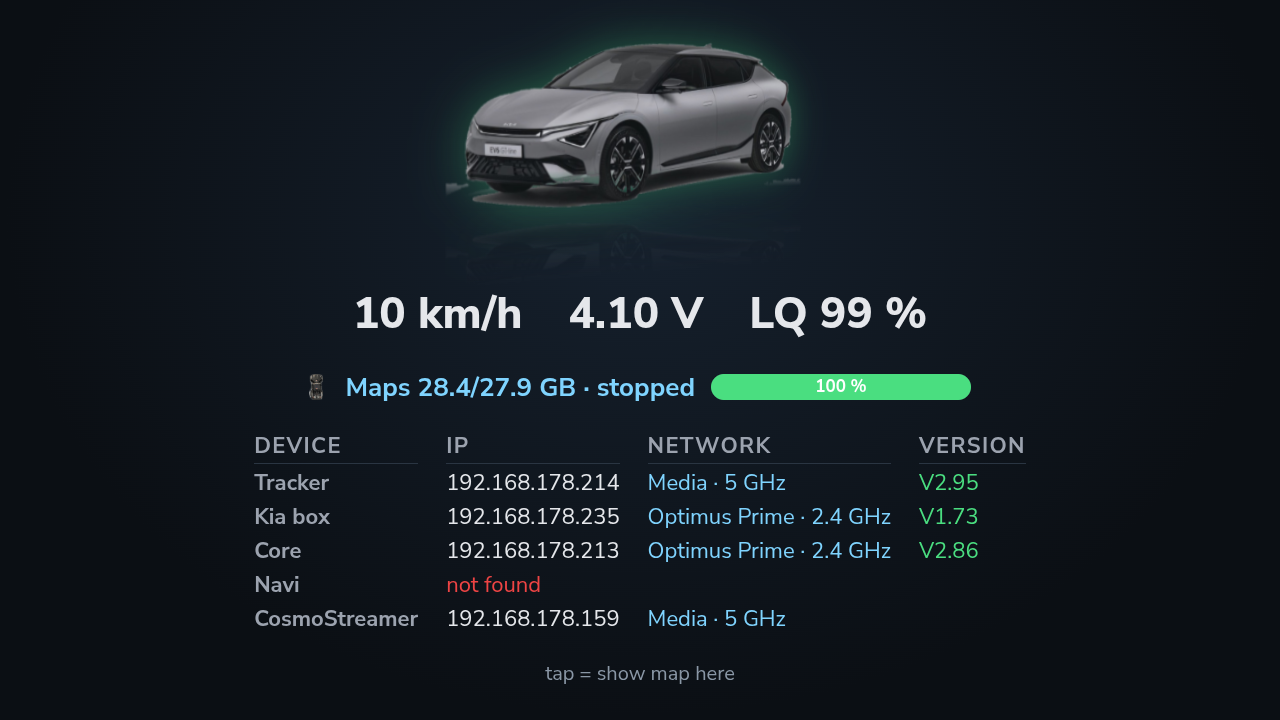 EV6 GT-line
10 km/h 4.10 V LQ 99 %
Maps 28.4/27.9 GB · stopped 100 %
DEVICE IP NETWORK VERSION
Tracker 192.168.178.214 Media · 5 GHz V2.95
Kia box 192.168.178.235 Optimus Prime · 2.4 GHz V1.73
Core 192.168.178.213 Optimus Prime · 2.4 GHz V2.86
Navi not found
CosmoStreamer 192.168.178.159 Media · 5 GHz
tap = show map here